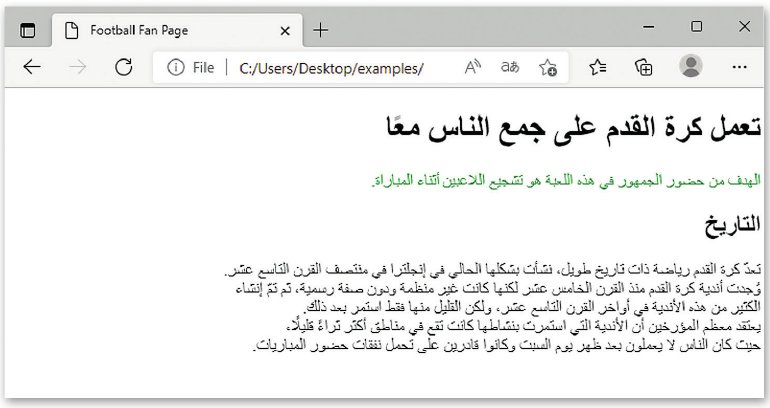 Football Fan Page
File
C:/Users/Desktop/examples/
تعمل كرة القدم على جمع الناس معًا
الهدف من حضور الجمهور في هذه اللعبة هو تشجيع اللاعبين أثناء المباراة.
التاريخ
تعدّ كرة القدم رياضة ذات تاريخ طويل، نشأت بشكلها الحالي في إنجلترا في منتصف القرن التاسع عشر.
وُجدت أندية كرة القدم منذ القرن الخامس عشر لكنها كانت غير منظمة ودون صفة رسمية، ثم تمّ إنشاء
الكثير من هذه الأندية في أواخر القرن التاسع عشر، ولكن القليل منها فقط استمر بعد ذلك.
يعتقد معظم المؤرخين أن الأندية التي استمرت بنشاطها كانت تقع في مناطق أكثر ثراءً قليلًا،
حيث كان الناس لا يعملون بعد ظهر يوم السبت وكانوا قادرين على تحمل نفقات حضور المباريات.